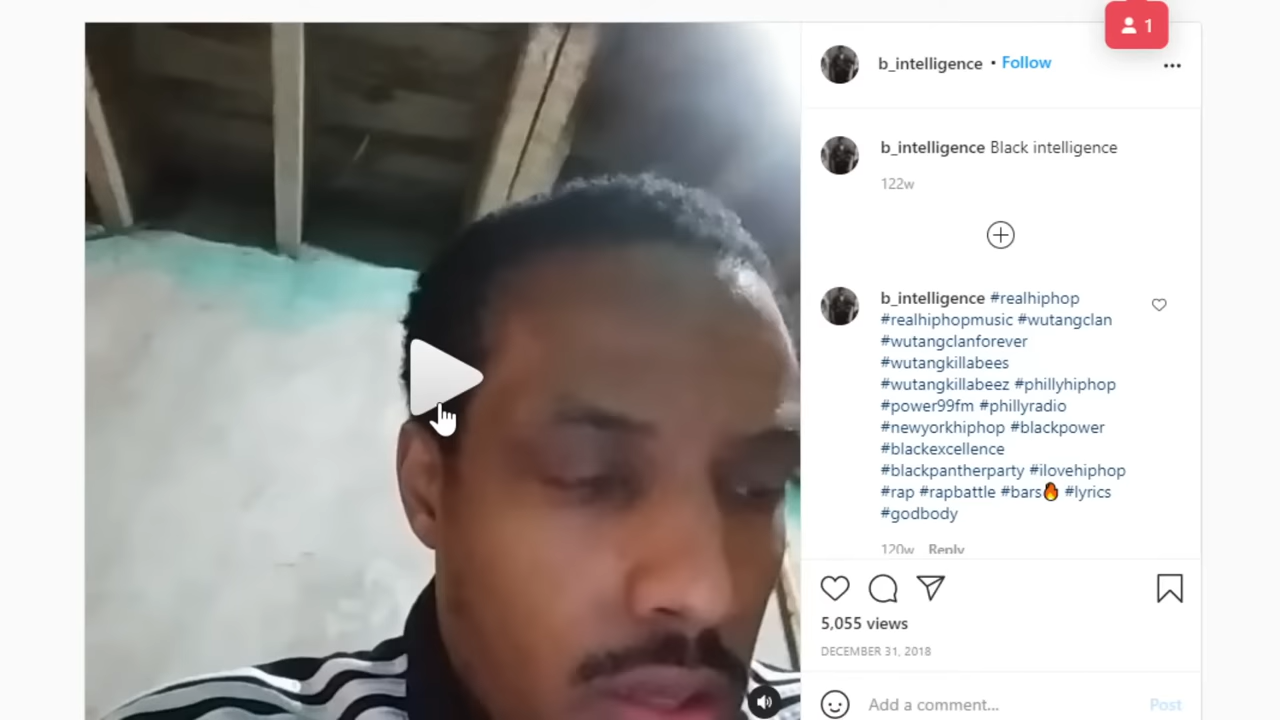 1
b_intelligence • Follow
b_intelligence Black intelligence
122w
b_intelligence #realhiphop
#realhiphopmusic #wutangclan
#wutangclanforever
#wutangkillabees
#wutangkillabeez #phillyhiphop
#power99fm #phillyradio
#newyorkhiphop #blackpower
#blackexcellence
#blackpantherparty #ilovehiphop
#rap #rapbattle #bars🔥 #lyrics
#godbody
120w Reply
5,055 views
DECEMBER 31, 2018
Add a comment... Post